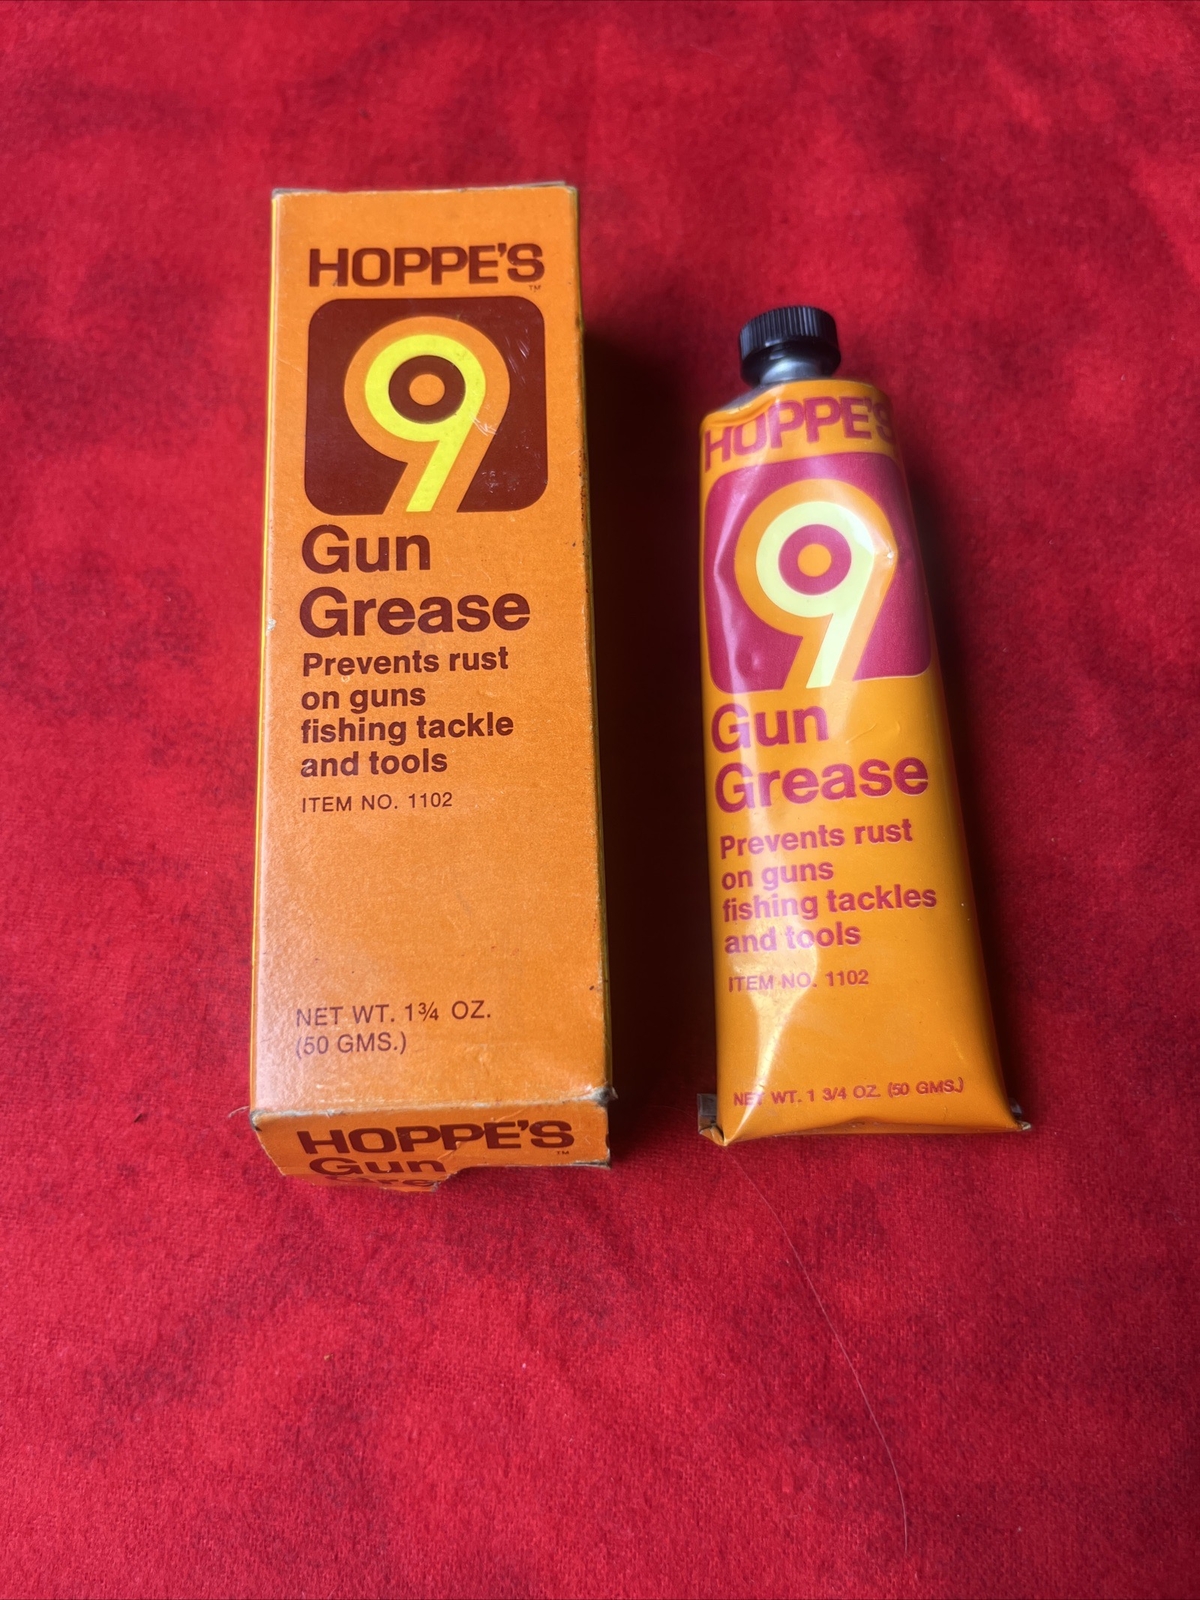 HOPPE'S
™
9
Gun
Grease
Prevents rust
on guns
fishing tackle
and tools
ITEM NO. 1102
NET WT. 1¾ OZ.
(50 GMS.)
HOPPE'S
™
Gun
HOPPE'S
9
Gun
Grease
Prevents rust
on guns
fishing tackles
and tools
ITEM NO. 1102
NET WT. 1 3/4 OZ. (50 GMS.)